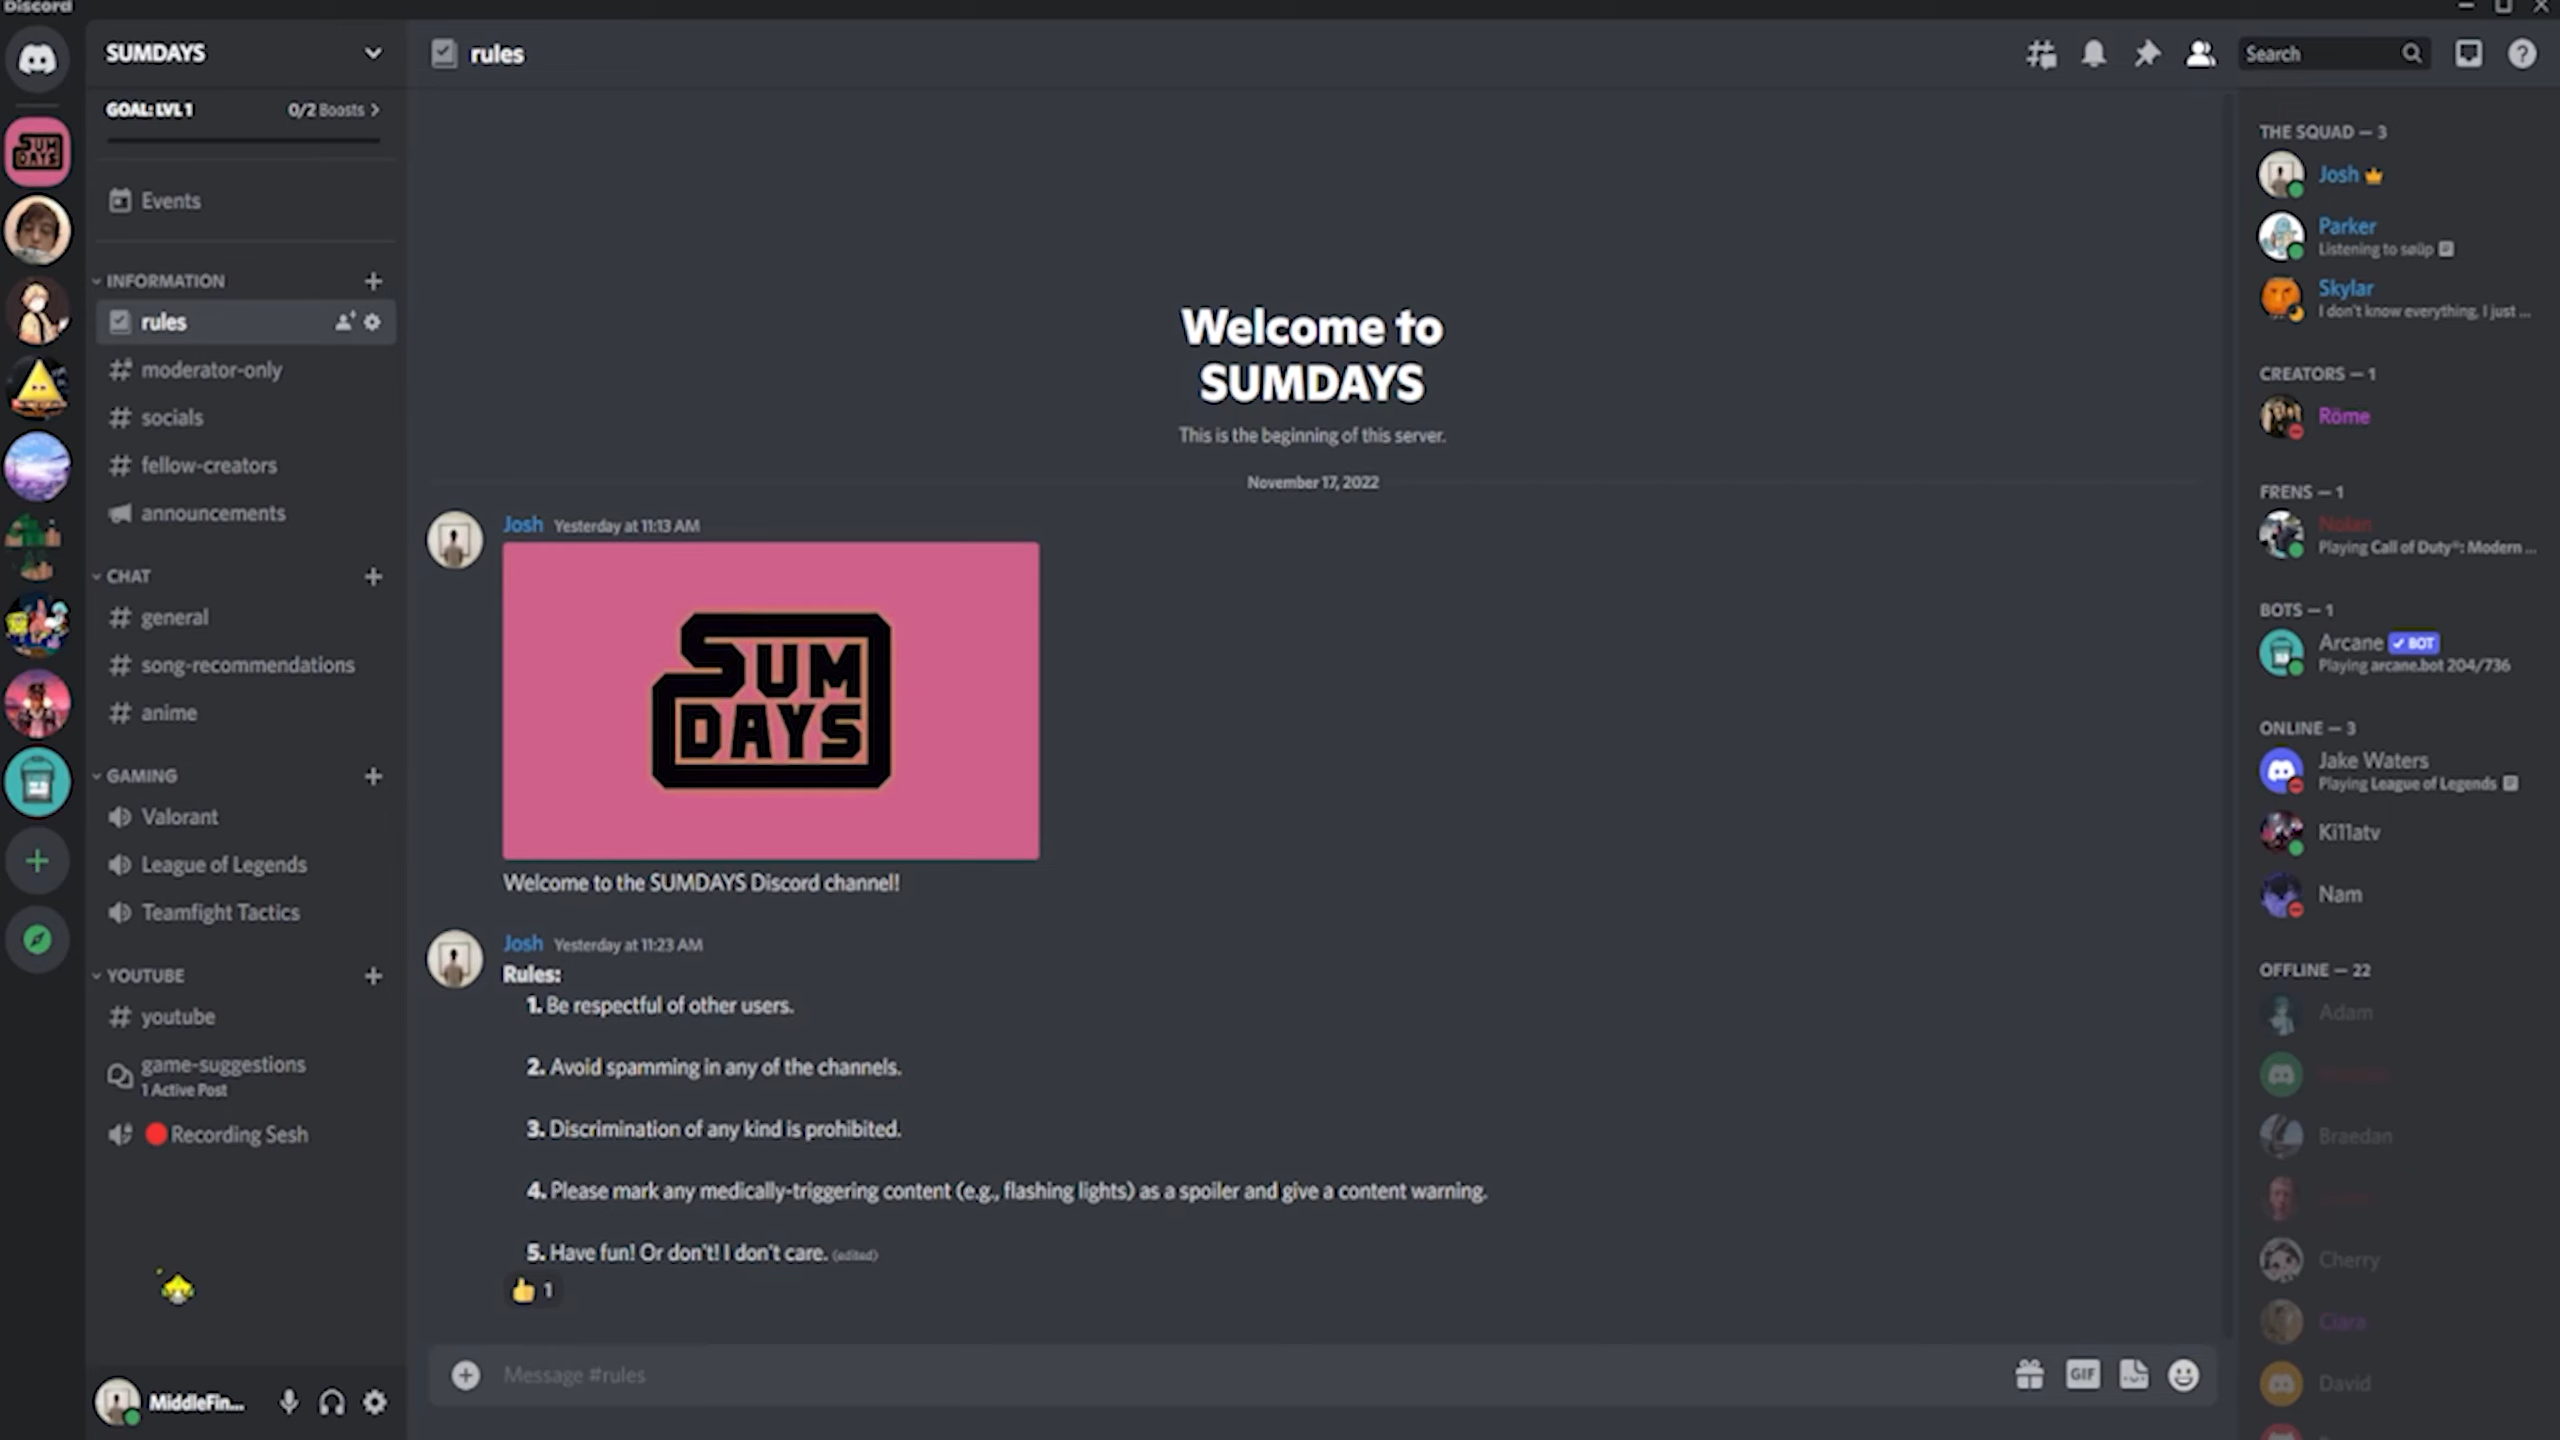 Discord
SUMDAYS
GOAL: LVL 1
0/2 Boosts
Events
INFORMATION
rules
moderator-only
socials
fellow-creators
announcements
CHAT
general
song-recommendations
anime
GAMING
Valorant
League of Legends
Teamfight Tactics
YOUTUBE
youtube
game-suggestions
1 Active Post
Recording Sesh
MiddleFin...
rules
Search
Welcome to
SUMDAYS
This is the beginning of this server.
November 17, 2022
Josh Yesterday at 11:13 AM
SUM
DAYS
Welcome to the SUMDAYS Discord channel!
Josh Yesterday at 11:23 AM
Rules:
1. Be respectful of other users.
2. Avoid spamming in any of the channels.
3. Discrimination of any kind is prohibited.
4. Please mark any medically-triggering content (e.g., flashing lights) as a spoiler and give a content warning.
5. Have fun! Or don't! I don't care. (edited)
1
Message #rules
GIF
THE SQUAD — 3
Josh
Parker
Listening to søüp
Skylar
I don't know everything, I just ...
CREATORS — 1
Röme
FRENS — 1
Nolan
Playing Call of Duty®: Modern ...
BOTS — 1
Arcane BOT
Playing arcane.bot 204/736
ONLINE — 3
Jake Waters
Playing League of Legends
Ki11atv
Nam
OFFLINE — 22
Adam
Braedan
Cherry
Ciara
David